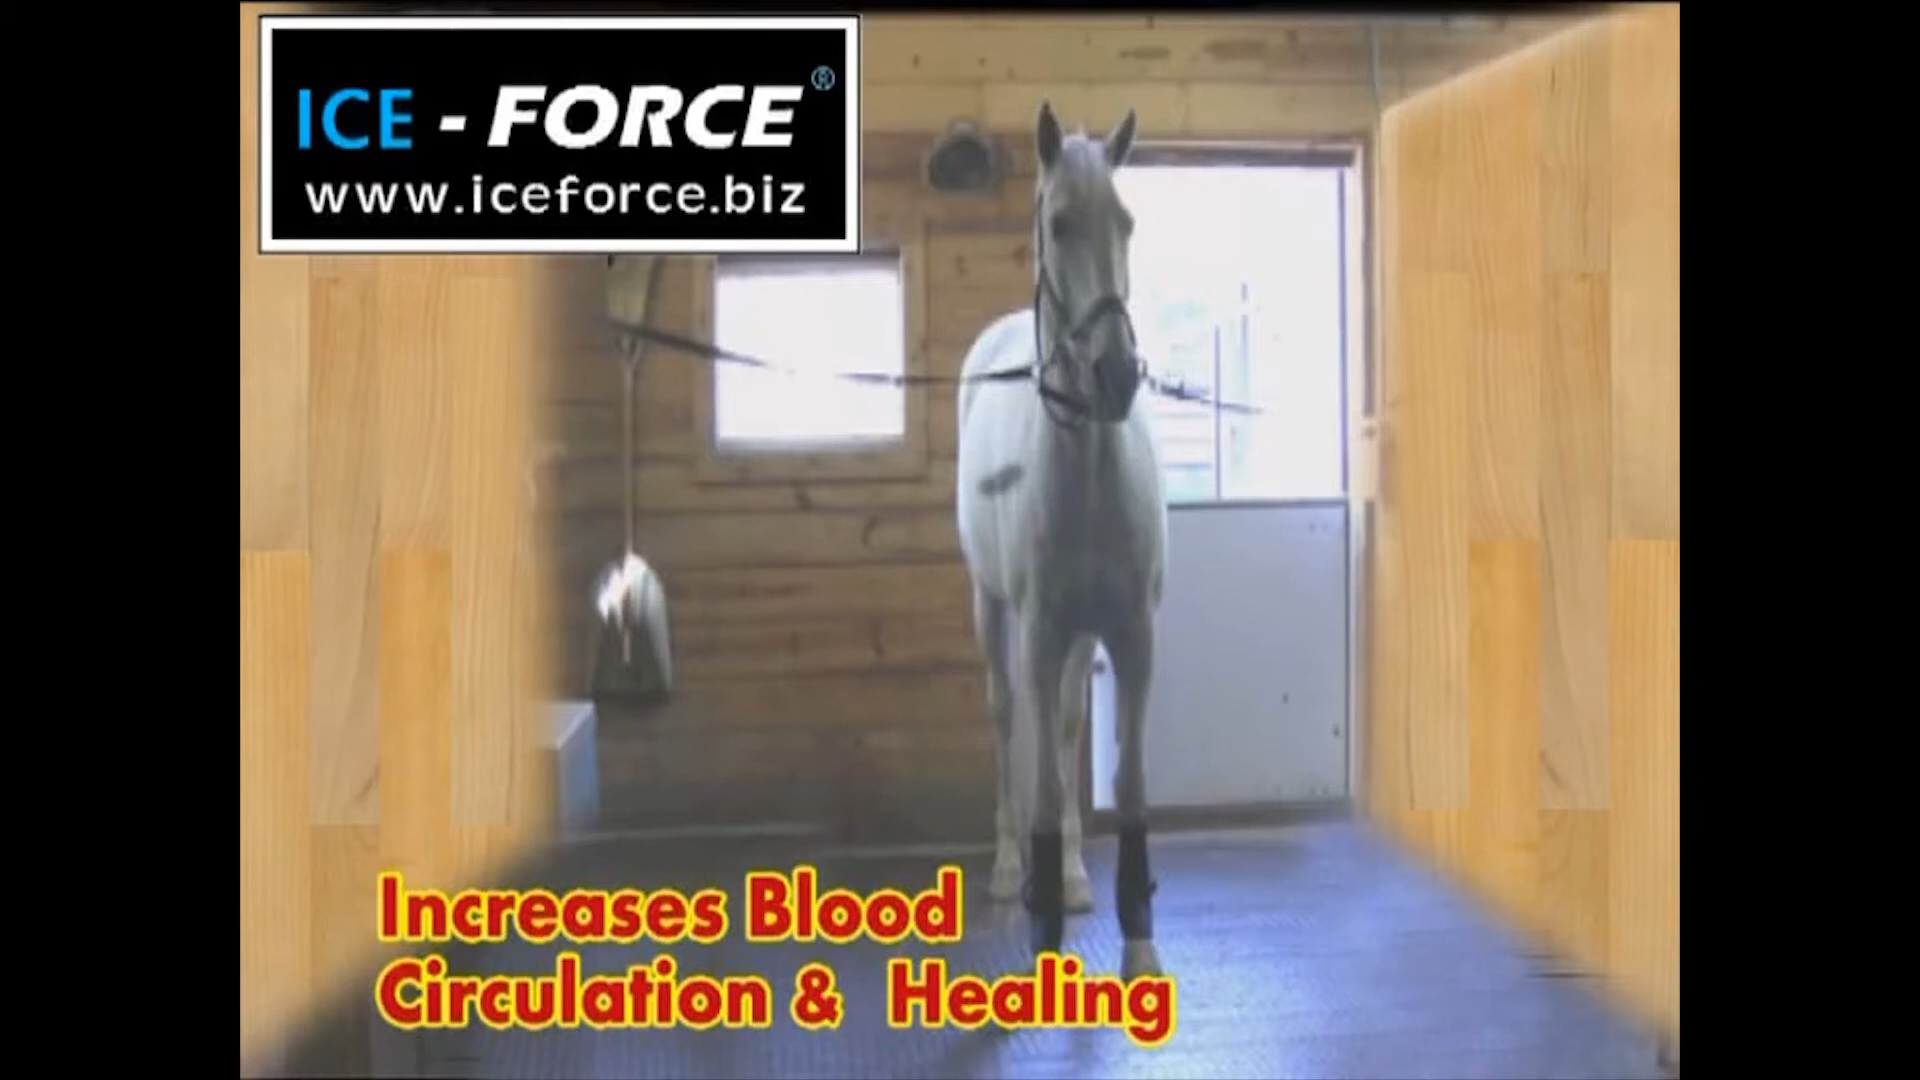 ICE - FORCE®
www.iceforce.biz
Increases Blood
Circulation & Healing